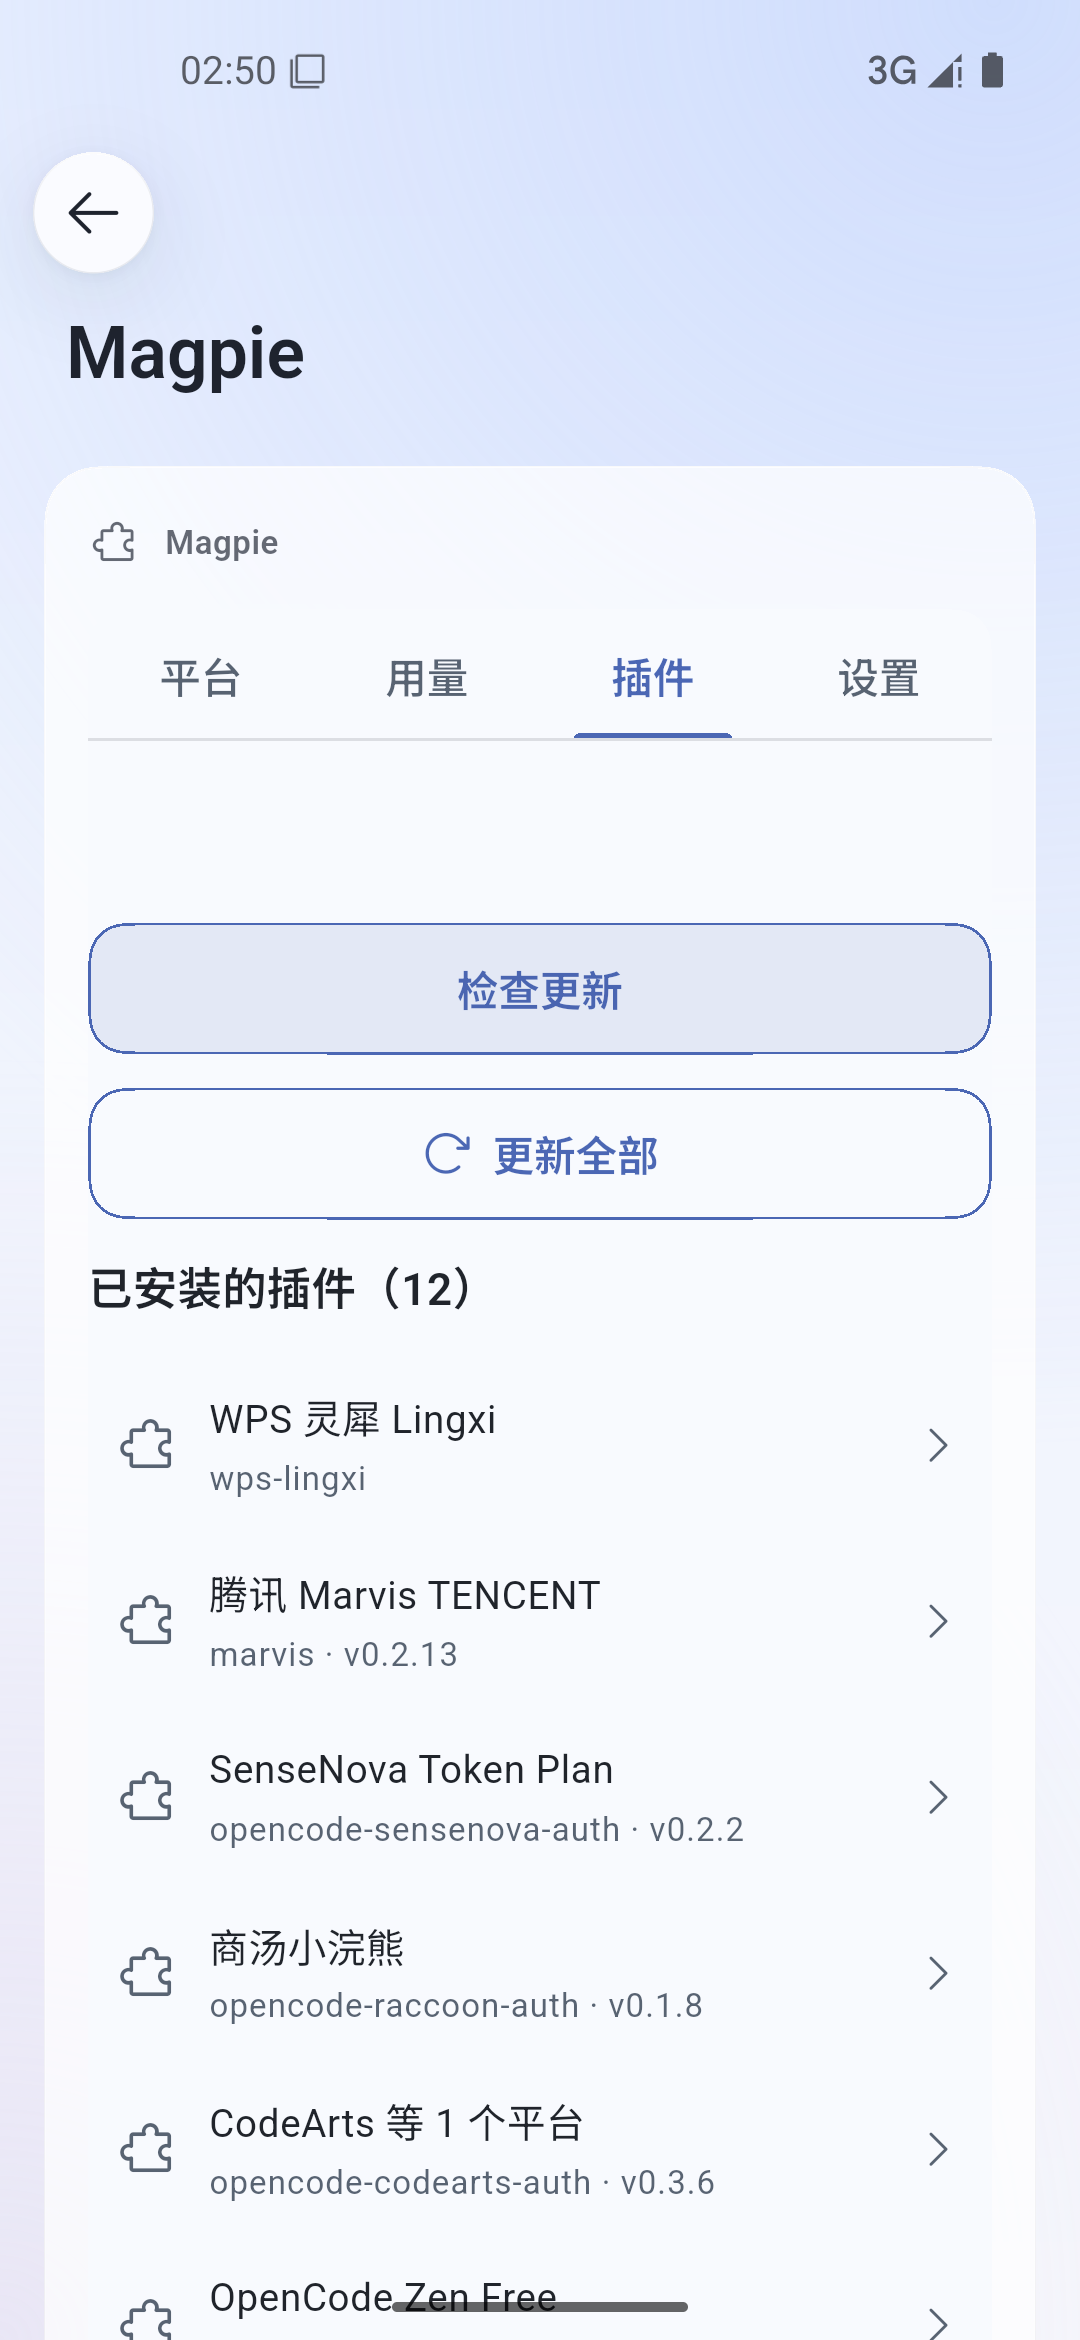 02:50
3G
Magpie
Magpie
平台
用量
插件
设置
检查更新
更新全部
已安装的插件（12）
WPS 灵犀 Lingxi
wps-lingxi
腾讯 Marvis TENCENT
marvis · v0.2.13
SenseNova Token Plan
opencode-sensenova-auth · v0.2.2
商汤小浣熊
opencode-raccoon-auth · v0.1.8
CodeArts 等 1 个平台
opencode-codearts-auth · v0.3.6
OpenCode Zen Free